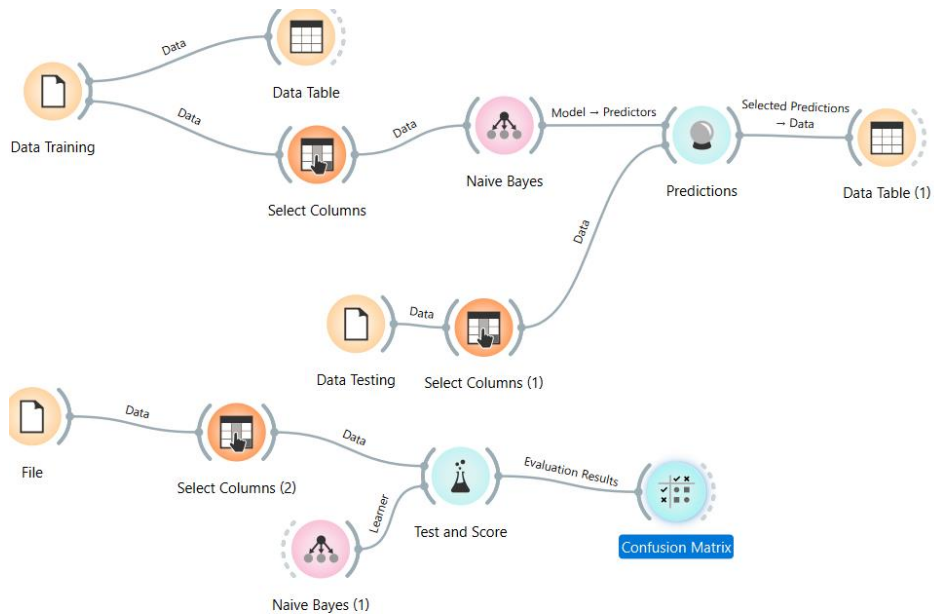 Data
Data Table
Data Training
Data
Select Columns
Data
Naive Bayes
Model → Predictors
Predictions
Selected Predictions
→ Data
Data Table (1)
Data
Data Testing
Data
Select Columns (1)
File
Data
Select Columns (2)
Data
Learner
Naive Bayes (1)
Test and Score
Evaluation Results
Confusion Matrix